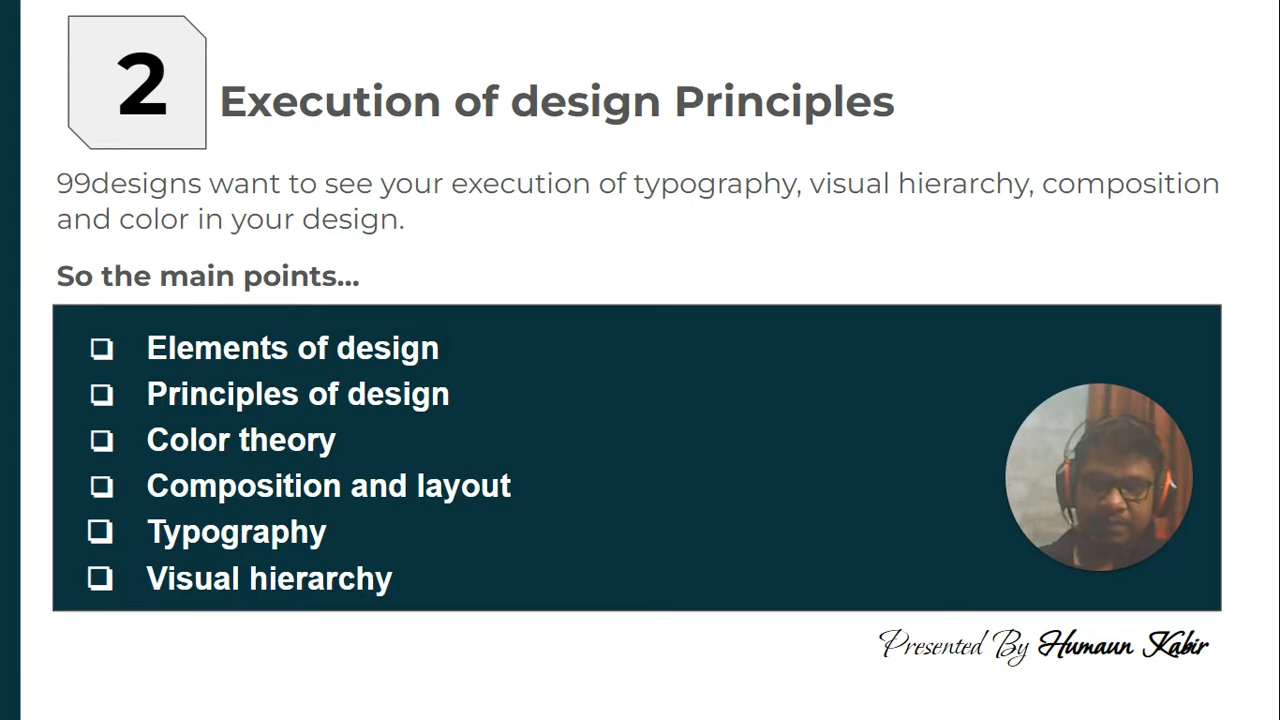 2
Execution of design Principles
99designs want to see your execution of typography, visual hierarchy, composition
and color in your design.
So the main points...
❏ Elements of design
❏ Principles of design
❏ Color theory
❏ Composition and layout
❏ Typography
❏ Visual hierarchy
Presented By Humaun Kabir